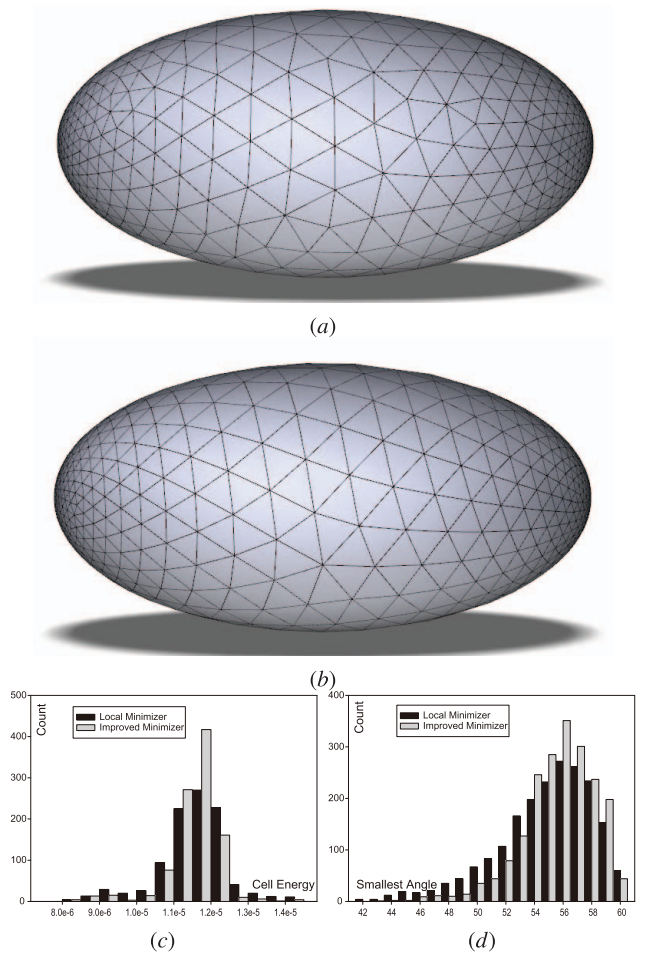 (a)
(b)
500
400
300
200
100
0
Count
Local Minimizer
Improved Minimizer
Cell Energy
8.0e-6 9.0e-6 1.0e-5 1.1e-5 1.2e-5 1.3e-5 1.4e-5
(c)
400
300
200
100
0
Count
Local Minimizer
Improved Minimizer
Smallest Angle
42 44 46 48 50 52 54 56 58 60
(d)